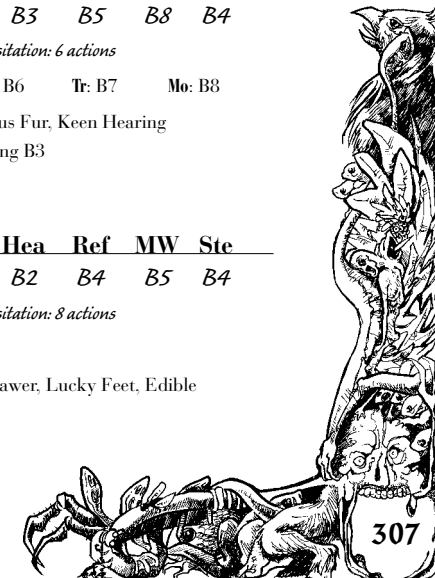 B3 B5 B8 B4
sitation: 6 actions
B6 Tr: B7 Mo: B8
us Fur, Keen Hearing
ng B3
Hea Ref MW Ste
B2 B4 B5 B4
sitation: 8 actions
awer, Lucky Feet, Edible
307